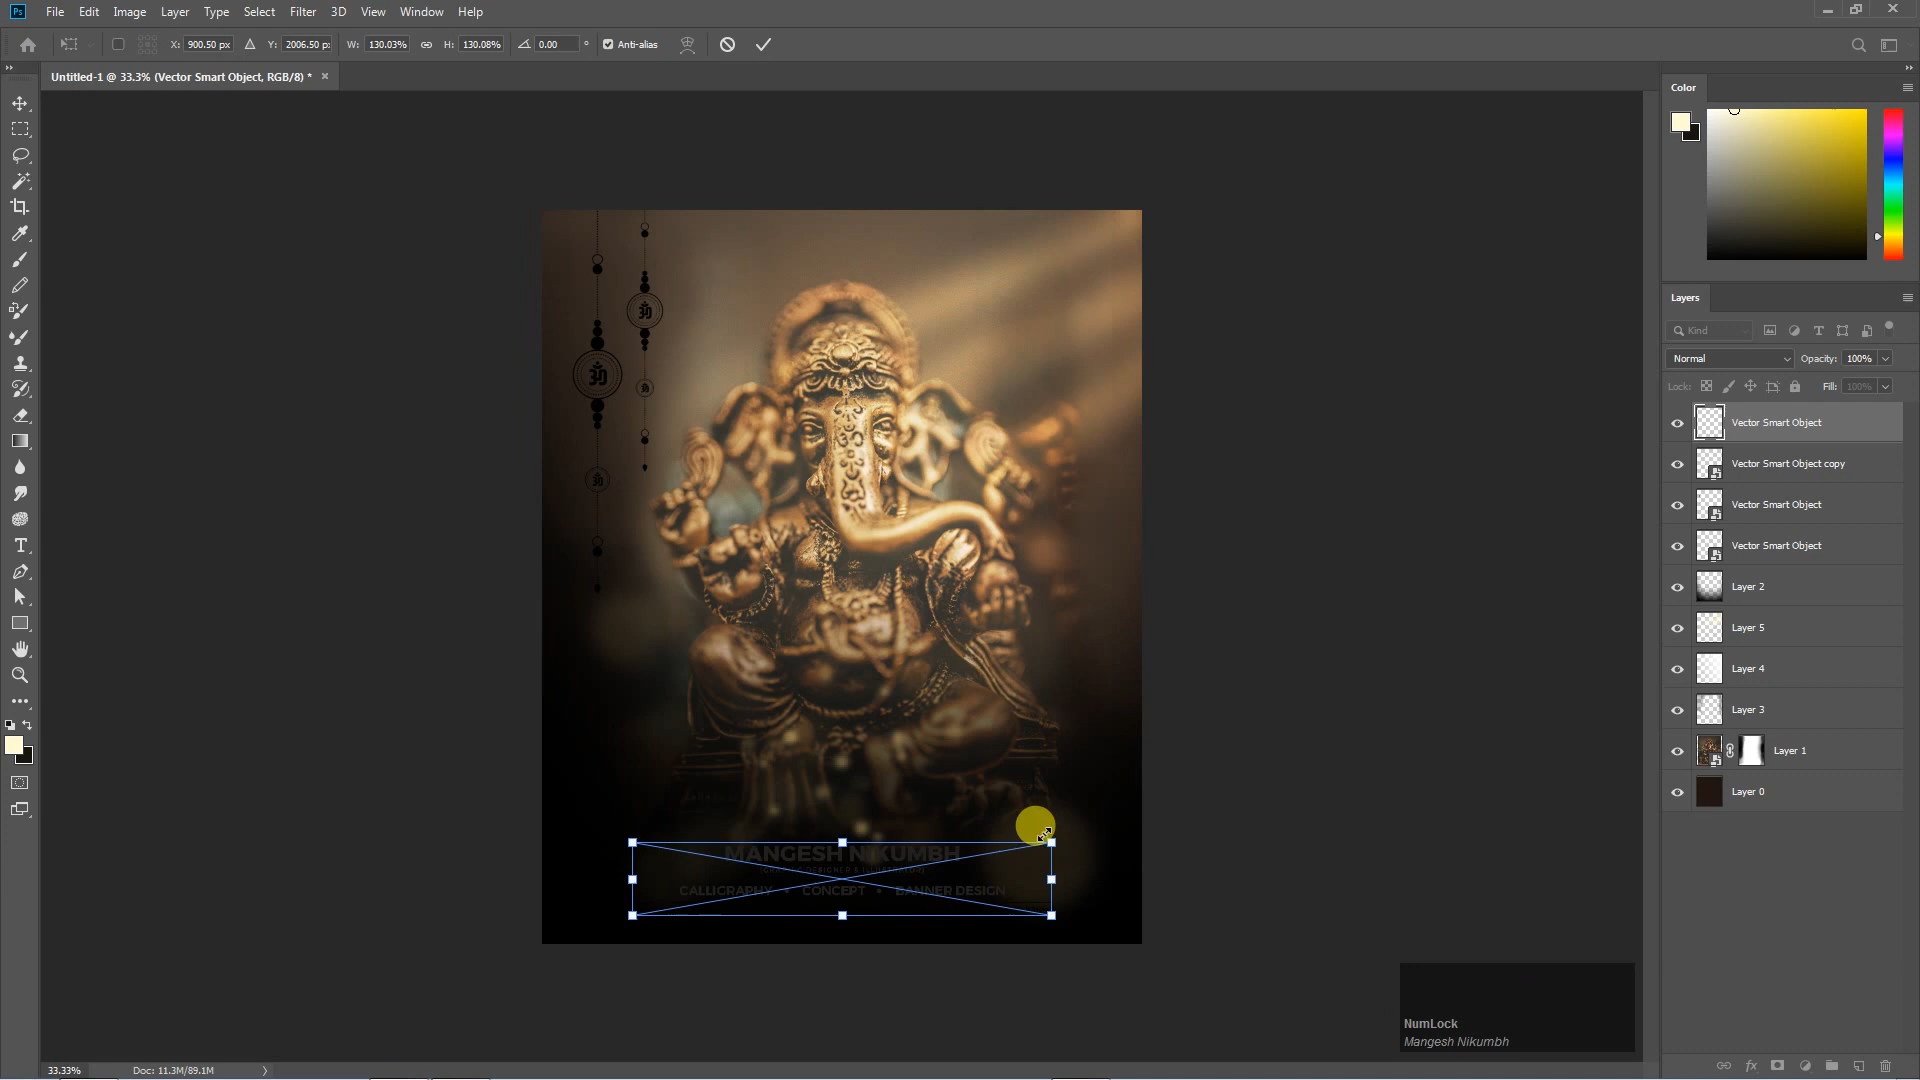 Ps File Edit Image Layer Type Select Filter 3D View Window Help
X: 900.50 px Y: 2006.50 px W: 130.03% H: 130.08% 0.00 ° Anti-alias
Untitled-1 @ 33.3% (Vector Smart Object, RGB/8) *
Color
Layers
Kind
Normal Opacity: 100%
Lock: Fill: 100%
Vector Smart Object
Vector Smart Object copy
Vector Smart Object
Vector Smart Object
Layer 2
Layer 5
Layer 4
Layer 3
Layer 1
Layer 0
ॐ
ॐ
ॐ
ॐ
MANGESH NIKUMBH
(GRAPHIC DESIGNER & ILLUSTRATOR)
CALLIGRAPHY • CONCEPT • BANNER DESIGN
NumLock
Mangesh Nikumbh
33.33% Doc: 11.3M/89.1M